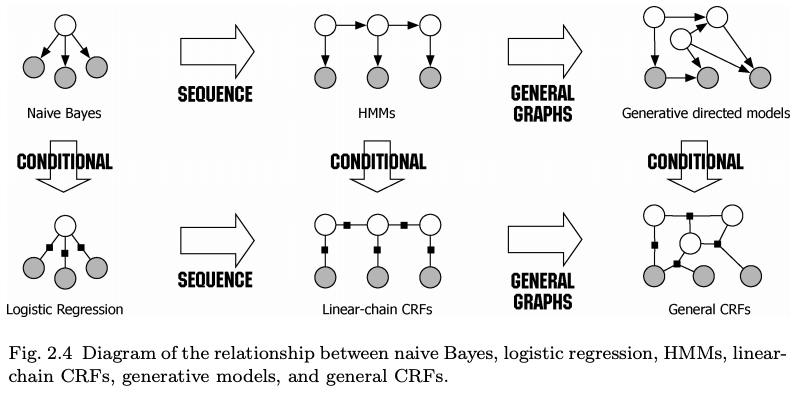 SEQUENCE
GENERAL
GRAPHS
Naive Bayes
HMMs
Generative directed models
CONDITIONAL
CONDITIONAL
CONDITIONAL
SEQUENCE
GENERAL
GRAPHS
Logistic Regression
Linear-chain CRFs
General CRFs
Fig. 2.4 Diagram of the relationship between naive Bayes, logistic regression, HMMs, linear-
chain CRFs, generative models, and general CRFs.